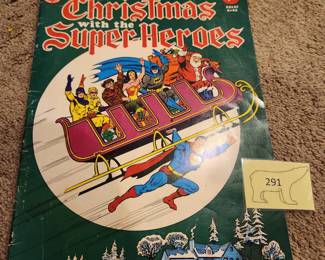 Christmas
with the
Super-Heroes
291